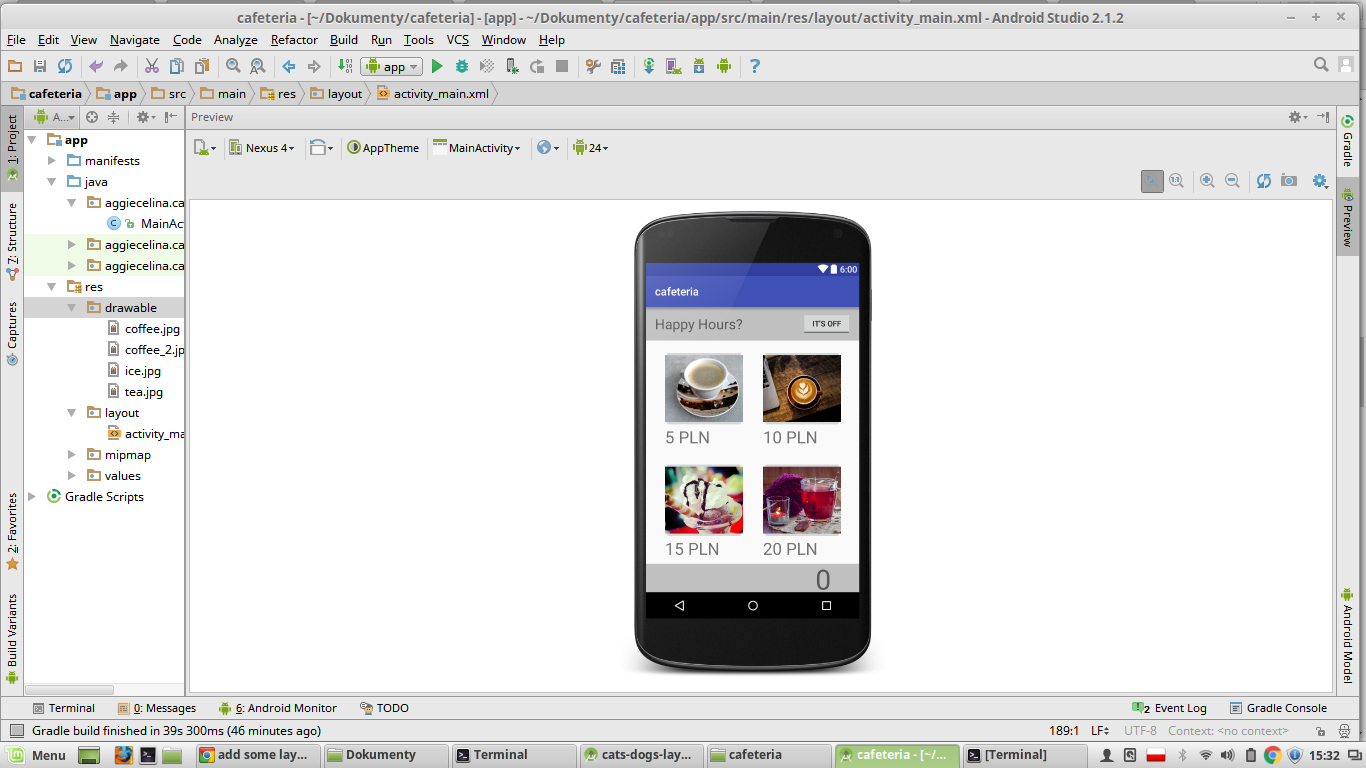 cafeteria - [~/Dokumenty/cafeteria] - [app] - ~/Dokumenty/cafeteria/app/src/main/res/layout/activity_main.xml - Android Studio 2.1.2
File Edit View Navigate Code Analyze Refactor Build Run Tools VCS Window Help
app
cafeteria app src main res layout activity_main.xml
A...
Preview
Nexus 4 AppTheme MainActivity 24
1:1
1: Project
7: Structure
Captures
2: Favorites
Build Variants
app
manifests
java
aggiecelina.ca
MainAc
aggiecelina.ca
aggiecelina.ca
res
drawable
coffee.jpg
coffee_2.jp
ice.jpg
tea.jpg
layout
activity_ma
mipmap
values
Gradle Scripts
6:00
cafeteria
Happy Hours? IT'S OFF
5 PLN 10 PLN
15 PLN 20 PLN
0
Gradle
Preview
Android Model
Terminal 0: Messages 6: Android Monitor TODO 2 Event Log Gradle Console
Gradle build finished in 39s 300ms (46 minutes ago) 189:1 LF UTF-8 Context: <no context>
Menu add some lay... Dokumenty Terminal cats-dogs-lay... cafeteria cafeteria - [~/... [Terminal] 15:32